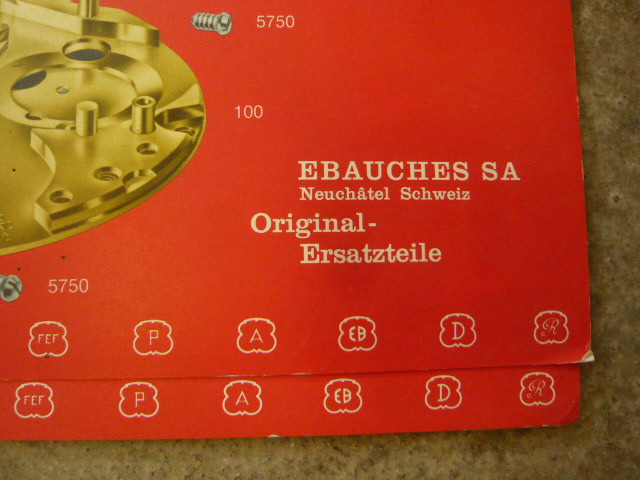 5750
100
EBAUCHES SA
Neuchâtel Schweiz
Original-
Ersatzteile
5750
FEF P A EB D R
FEF P A EB D R